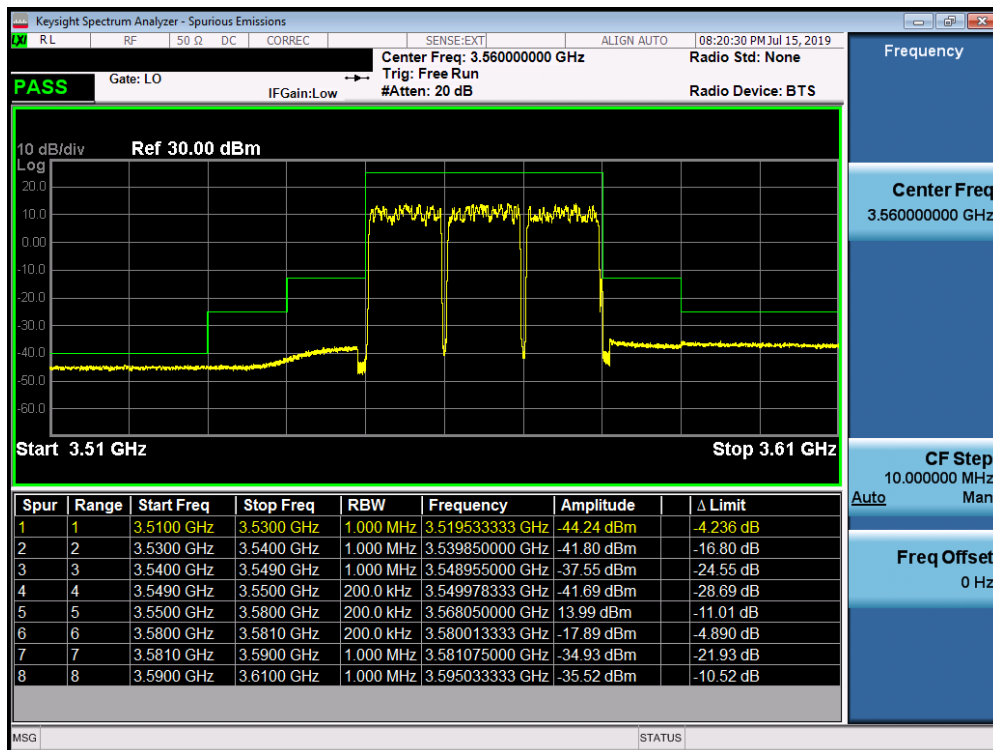 Keysight Spectrum Analyzer - Spurious Emissions
LXI RL RF 50 Ω DC CORREC SENSE:EXT ALIGN AUTO 08:20:30 PM Jul 15, 2019
Center Freq: 3.560000000 GHz Radio Std: None
PASS Gate: LO Trig: Free Run
IFGain:Low #Atten: 20 dB Radio Device: BTS
10 dB/div Ref 30.00 dBm
Log
20.0
10.0
0.00
-10.0
-20.0
-30.0
-40.0
-50.0
-60.0
Start 3.51 GHz Stop 3.61 GHz
Spur Range Start Freq Stop Freq RBW Frequency Amplitude Δ Limit
1 1 3.5100 GHz 3.5300 GHz 1.000 MHz 3.519533333 GHz -44.24 dBm -4.236 dB
2 2 3.5300 GHz 3.5400 GHz 1.000 MHz 3.539850000 GHz -41.80 dBm -16.80 dB
3 3 3.5400 GHz 3.5490 GHz 1.000 MHz 3.548955000 GHz -37.55 dBm -24.55 dB
4 4 3.5490 GHz 3.5500 GHz 200.0 kHz 3.549978333 GHz -41.69 dBm -28.69 dB
5 5 3.5500 GHz 3.5800 GHz 200.0 kHz 3.568050000 GHz 13.99 dBm -11.01 dB
6 6 3.5800 GHz 3.5810 GHz 200.0 kHz 3.580013333 GHz -17.89 dBm -4.890 dB
7 7 3.5810 GHz 3.5900 GHz 1.000 MHz 3.581075000 GHz -34.93 dBm -21.93 dB
8 8 3.5900 GHz 3.6100 GHz 1.000 MHz 3.595033333 GHz -35.52 dBm -10.52 dB
MSG STATUS
Frequency
Center Freq
3.560000000 GHz
CF Step
10.000000 MHz
Auto Man
Freq Offset
0 Hz